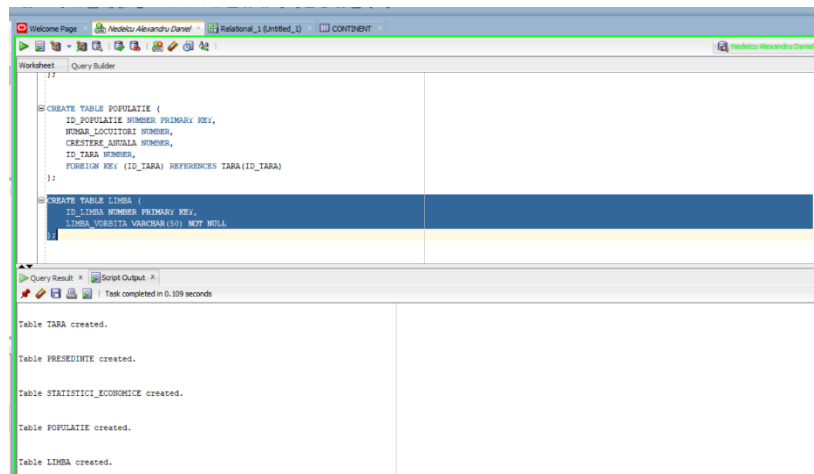 Welcome Page
Nedelcu Alexandru Daniel
Relational_1 (Untitled_1)
CONTINENT
Nedelcu Alexandru Daniel
Worksheet
Query Builder
);
CREATE TABLE POPULATIE (
ID_POPULATIE NUMBER PRIMARY KEY,
NUMAR_LOCUITORI NUMBER,
CRESTERE_ANUALA NUMBER,
ID_TARA NUMBER,
FOREIGN KEY (ID_TARA) REFERENCES TARA(ID_TARA)
);
CREATE TABLE LIMBA (
ID_LIMBA NUMBER PRIMARY KEY,
LIMBA_VORBITA VARCHAR(50) NOT NULL
);
Query Result
Script Output
Task completed in 0.109 seconds
Table TARA created.
Table PRESEDINTE created.
Table STATISTICI_ECONOMICE created.
Table POPULATIE created.
Table LIMBA created.